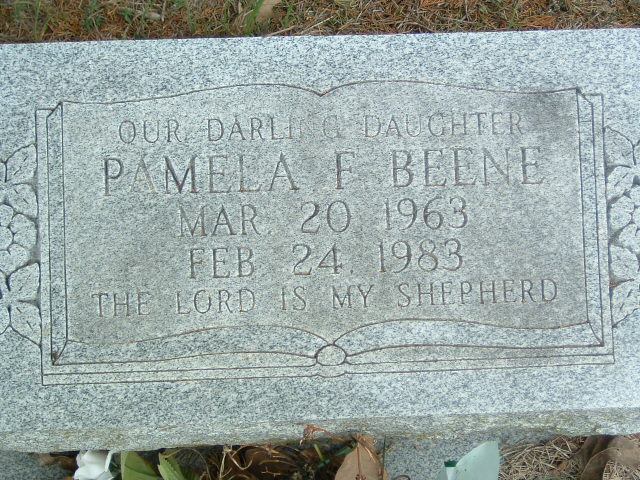 OUR DARLING DAUGHTER
PAMELA F BEENE
MAR. 20 1963
FEB 24, 1983
THE LORD IS MY SHEPHERD